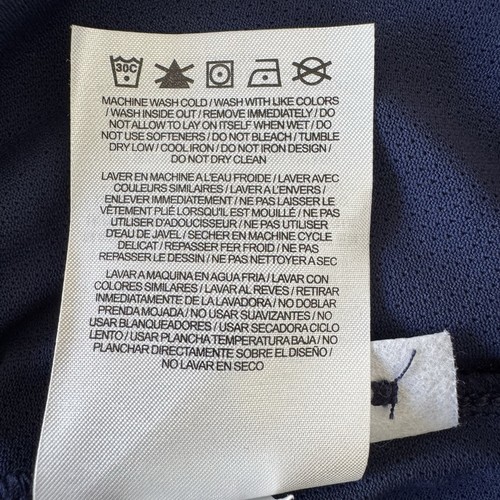 30C
MACHINE WASH COLD / WASH WITH LIKE COLORS
/ WASH INSIDE OUT / REMOVE IMMEDIATELY / DO
NOT ALLOW TO LAY ON ITSELF WHEN WET / DO
NOT USE SOFTENERS / DO NOT BLEACH / TUMBLE
DRY LOW / COOL IRON / DO NOT IRON DESIGN /
DO NOT DRY CLEAN
LAVER EN MACHINE A L'EAU FROIDE / LAVER AVEC
COULEURS SIMILAIRES / LAVER A L'ENVERS /
ENLEVER IMMEDIATEMENT / NE PAS LAISSER LE
VÊTEMENT PLIÉ LORSQU'IL EST MOUILLÉ / NE PAS
UTILISER D'ADOUCISSEUR / NE PAS UTILISER
D'EAU DE JAVEL / SECHER EN MACHINE CYCLE
DELICAT / REPASSER FER FROID / NE PAS
REPASSER LE DESSIN / NE PAS NETTOYER A SEC
LAVAR A MAQUINA EN AGUA FRIA / LAVAR CON
COLORES SIMILARES / LAVAR AL REVES / RETIRAR
INMEDIATAMENTE DE LA LAVADORA / NO DOBLAR
PRENDA MOJADA / NO USAR SUAVIZANTES / NO
USAR BLANQUEADORES / USAR SECADORA CICLO
LENTO / USAR PLANCHA TEMPERATURA BAJA / NO
PLANCHAR DIRECTAMENTE SOBRE EL DISEÑO /
NO LAVAR EN SECO